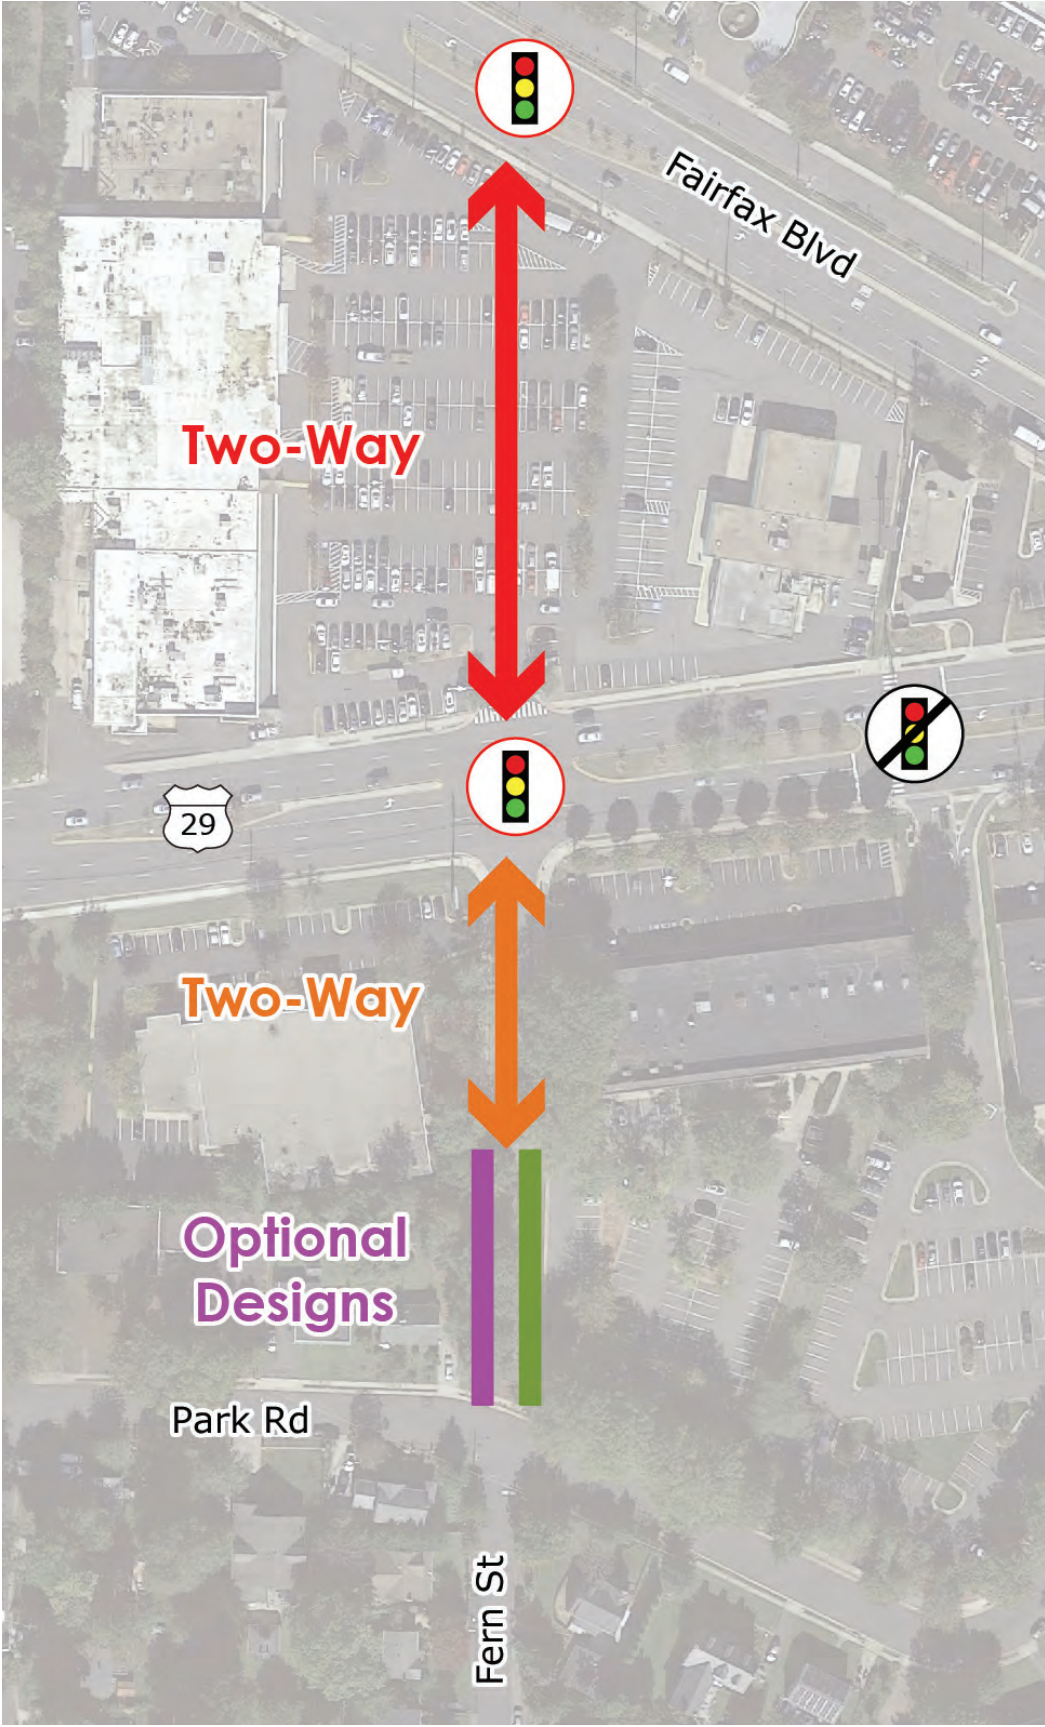 Fairfax Blvd
Two-Way
29
Two-Way
Optional
Designs
Park Rd
Fern St